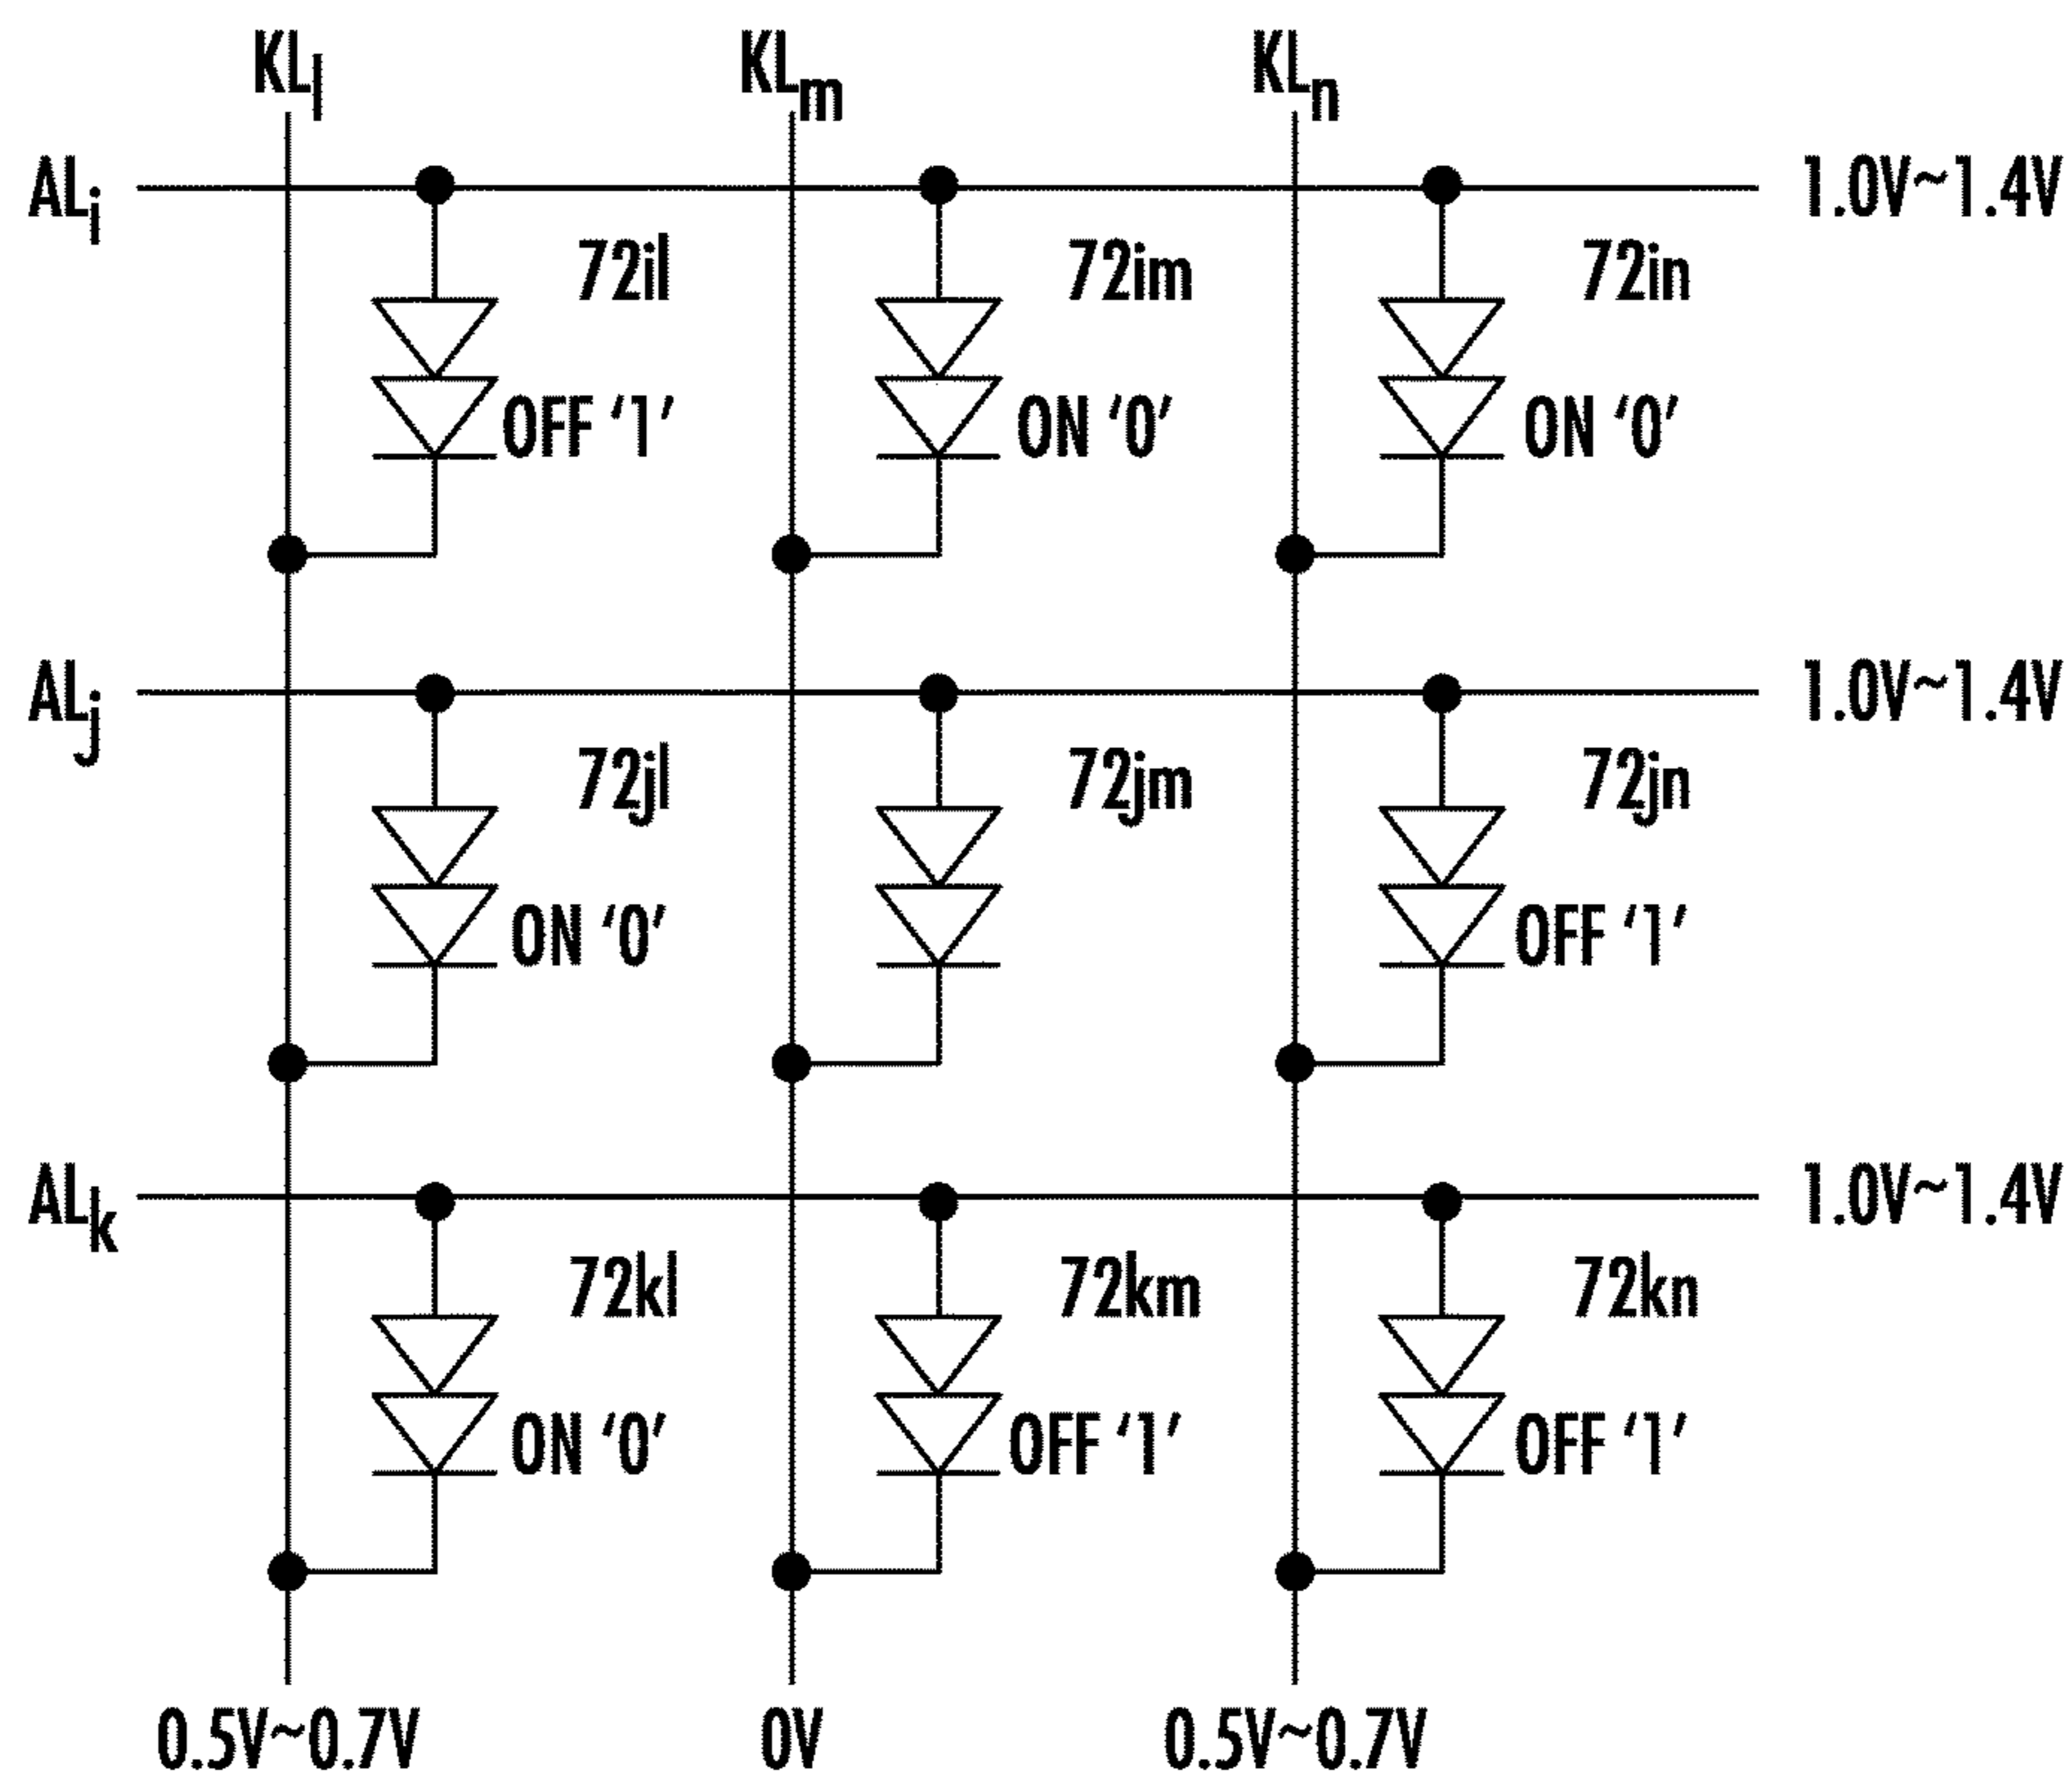 KLl KLm KLn
ALi 1.0V~1.4V
72il 72im 72in
OFF ‘1’ ON ‘0’ ON ‘0’
ALj 1.0V~1.4V
72jl 72jm 72jn
ON ‘0’ OFF ‘1’
ALk 1.0V~1.4V
72kl 72km 72kn
ON ‘0’ OFF ‘1’ OFF ‘1’
0.5V~0.7V 0V 0.5V~0.7V